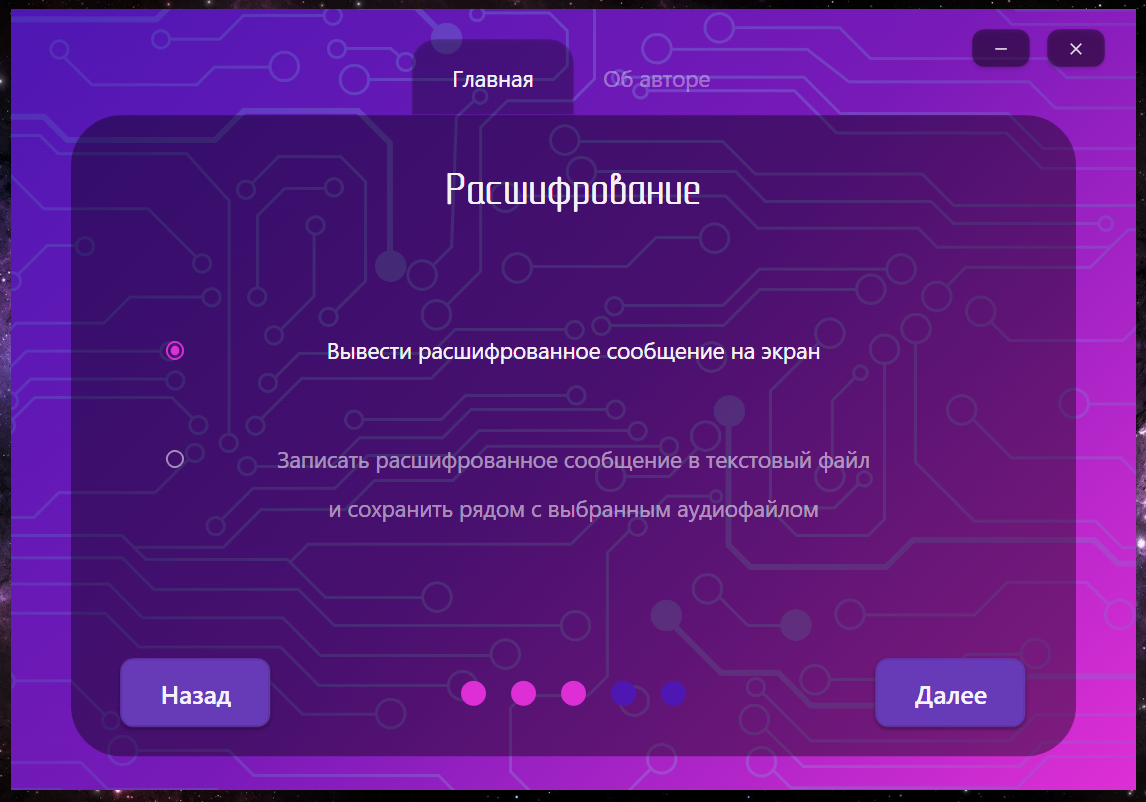 Главная
Об авторе
Расшифрование
Вывести расшифрованное сообщение на экран
Записать расшифрованное сообщение в текстовый файл
и сохранить рядом с выбранным аудиофайлом
Назад
Далее